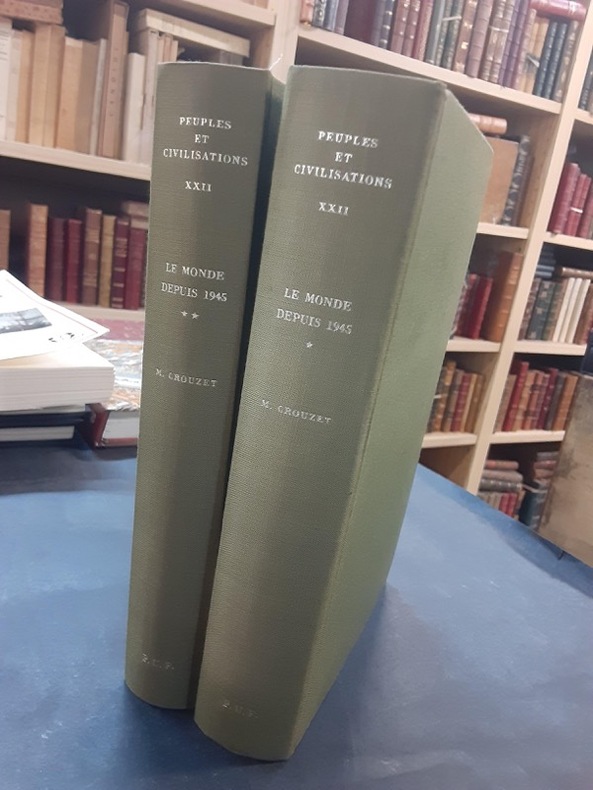 PEUPLES
ET
CIVILISATIONS
XXII
LE MONDE
DEPUIS 1945
**
M. CROUZET
P.U.F.
PEUPLES
ET
CIVILISATIONS
XXII
LE MONDE
DEPUIS 1945
*
M. CROUZET
P.U.F.